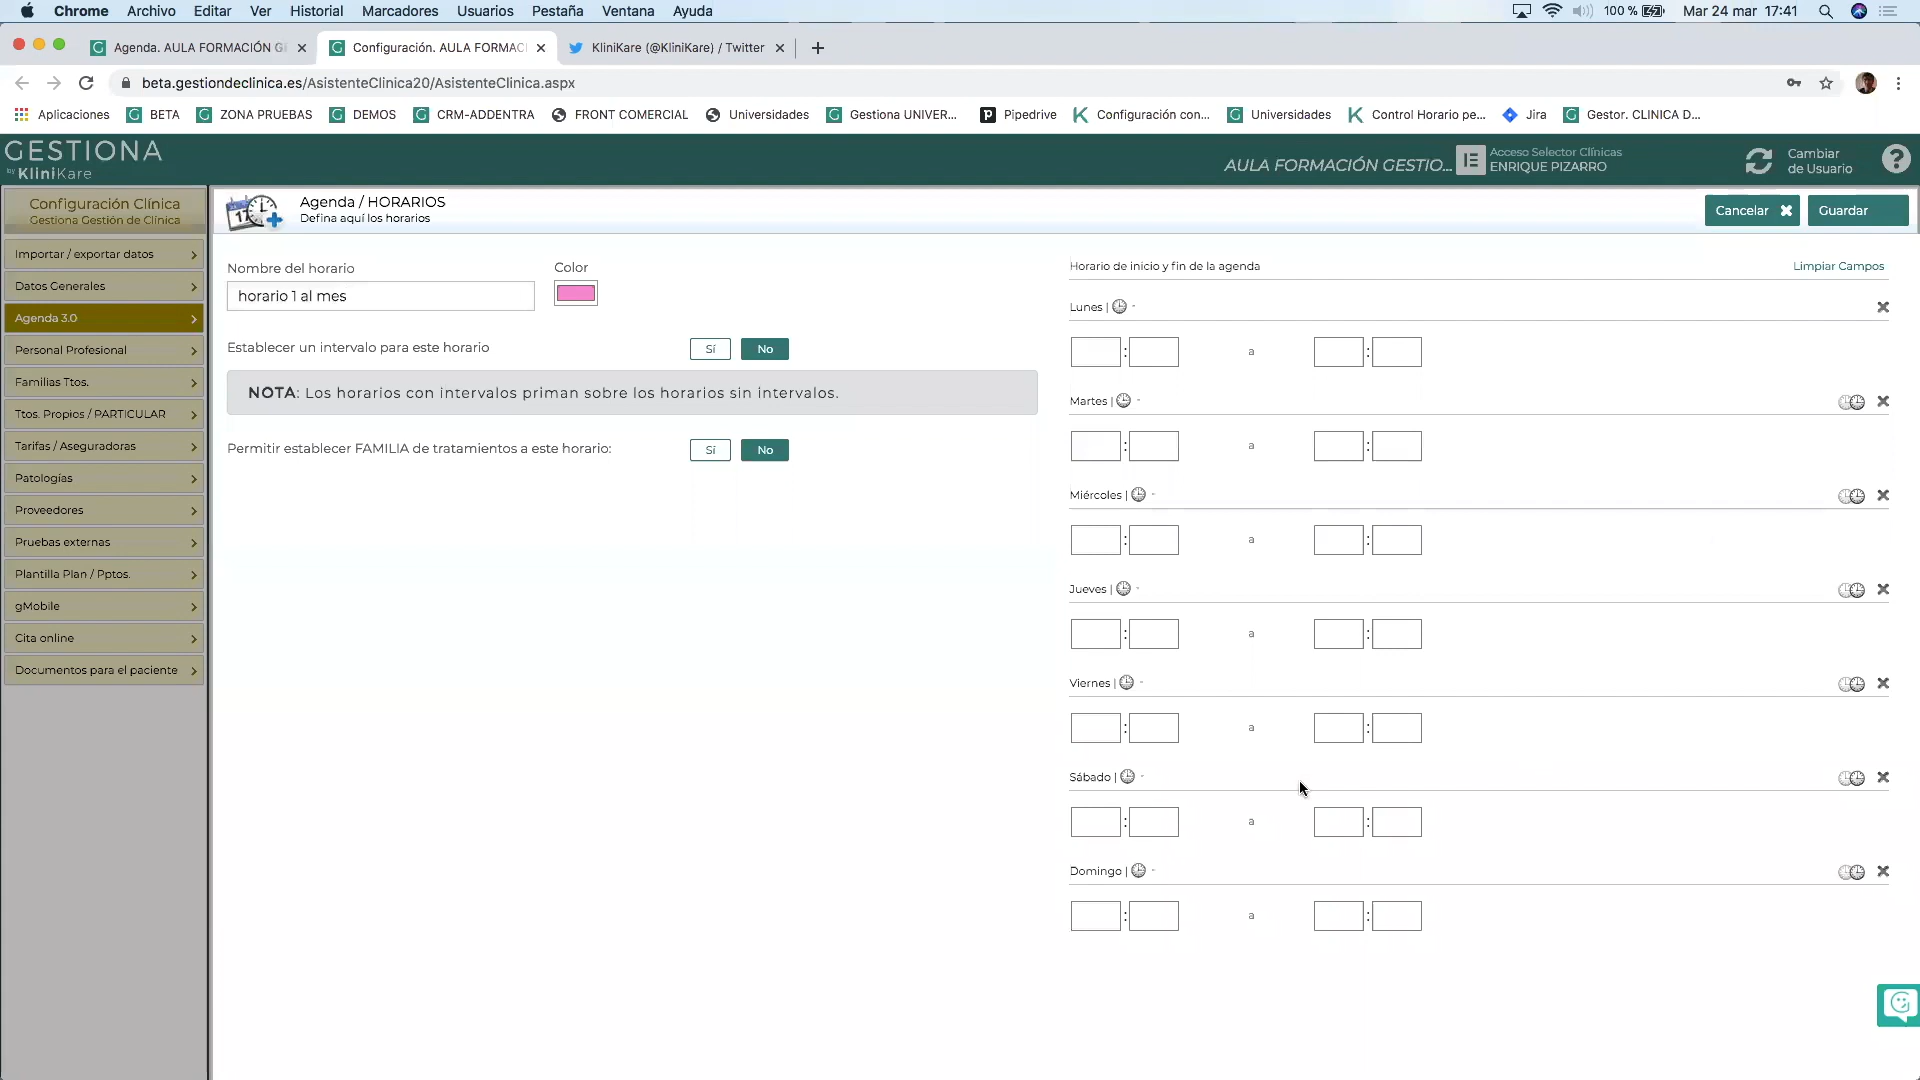 Chrome Archivo Editar Ver Historial Marcadores Usuarios Pestaña Ventana Ayuda 100 % Mar 24 mar 17:41
Agenda. AULA FORMACIÓN G
Configuración. AULA FORMAC
KliniKare (@KliniKare) / Twitter
beta.gestiondeclinica.es/AsistenteClinica20/AsistenteClinica.aspx
Aplicaciones BETA ZONA PRUEBAS DEMOS CRM-ADDENTRA FRONT COMERCIAL Universidades Gestiona UNIVER... Pipedrive Configuración con... Universidades Control Horario pe... Jira Gestor. CLINICA D...
GESTIONA
by KliniKare
AULA FORMACIÓN GESTIO...
Acceso Selector Clínicas
ENRIQUE PIZARRO
Cambiar
de Usuario
Configuración Clínica
Gestiona Gestión de Clínica
Importar / exportar datos
Datos Generales
Agenda 3.0
Personal Profesional
Familias Ttos.
Ttos. Propios / PARTICULAR
Tarifas / Aseguradoras
Patologías
Proveedores
Pruebas externas
Plantilla Plan / Pptos.
gMobile
Cita online
Documentos para el paciente
17
Agenda / HORARIOS
Defina aquí los horarios
Cancelar
Guardar
Nombre del horario
Color
horario 1 al mes
Establecer un intervalo para este horario
Sí No
NOTA: Los horarios con intervalos priman sobre los horarios sin intervalos.
Permitir establecer FAMILIA de tratamientos a este horario:
Sí No
Horario de inicio y fin de la agenda
Limpiar Campos
Lunes | -
: a :
Martes | -
: a :
Miércoles | -
: a :
Jueves | -
: a :
Viernes | -
: a :
Sábado | -
: a :
Domingo | -
: a :